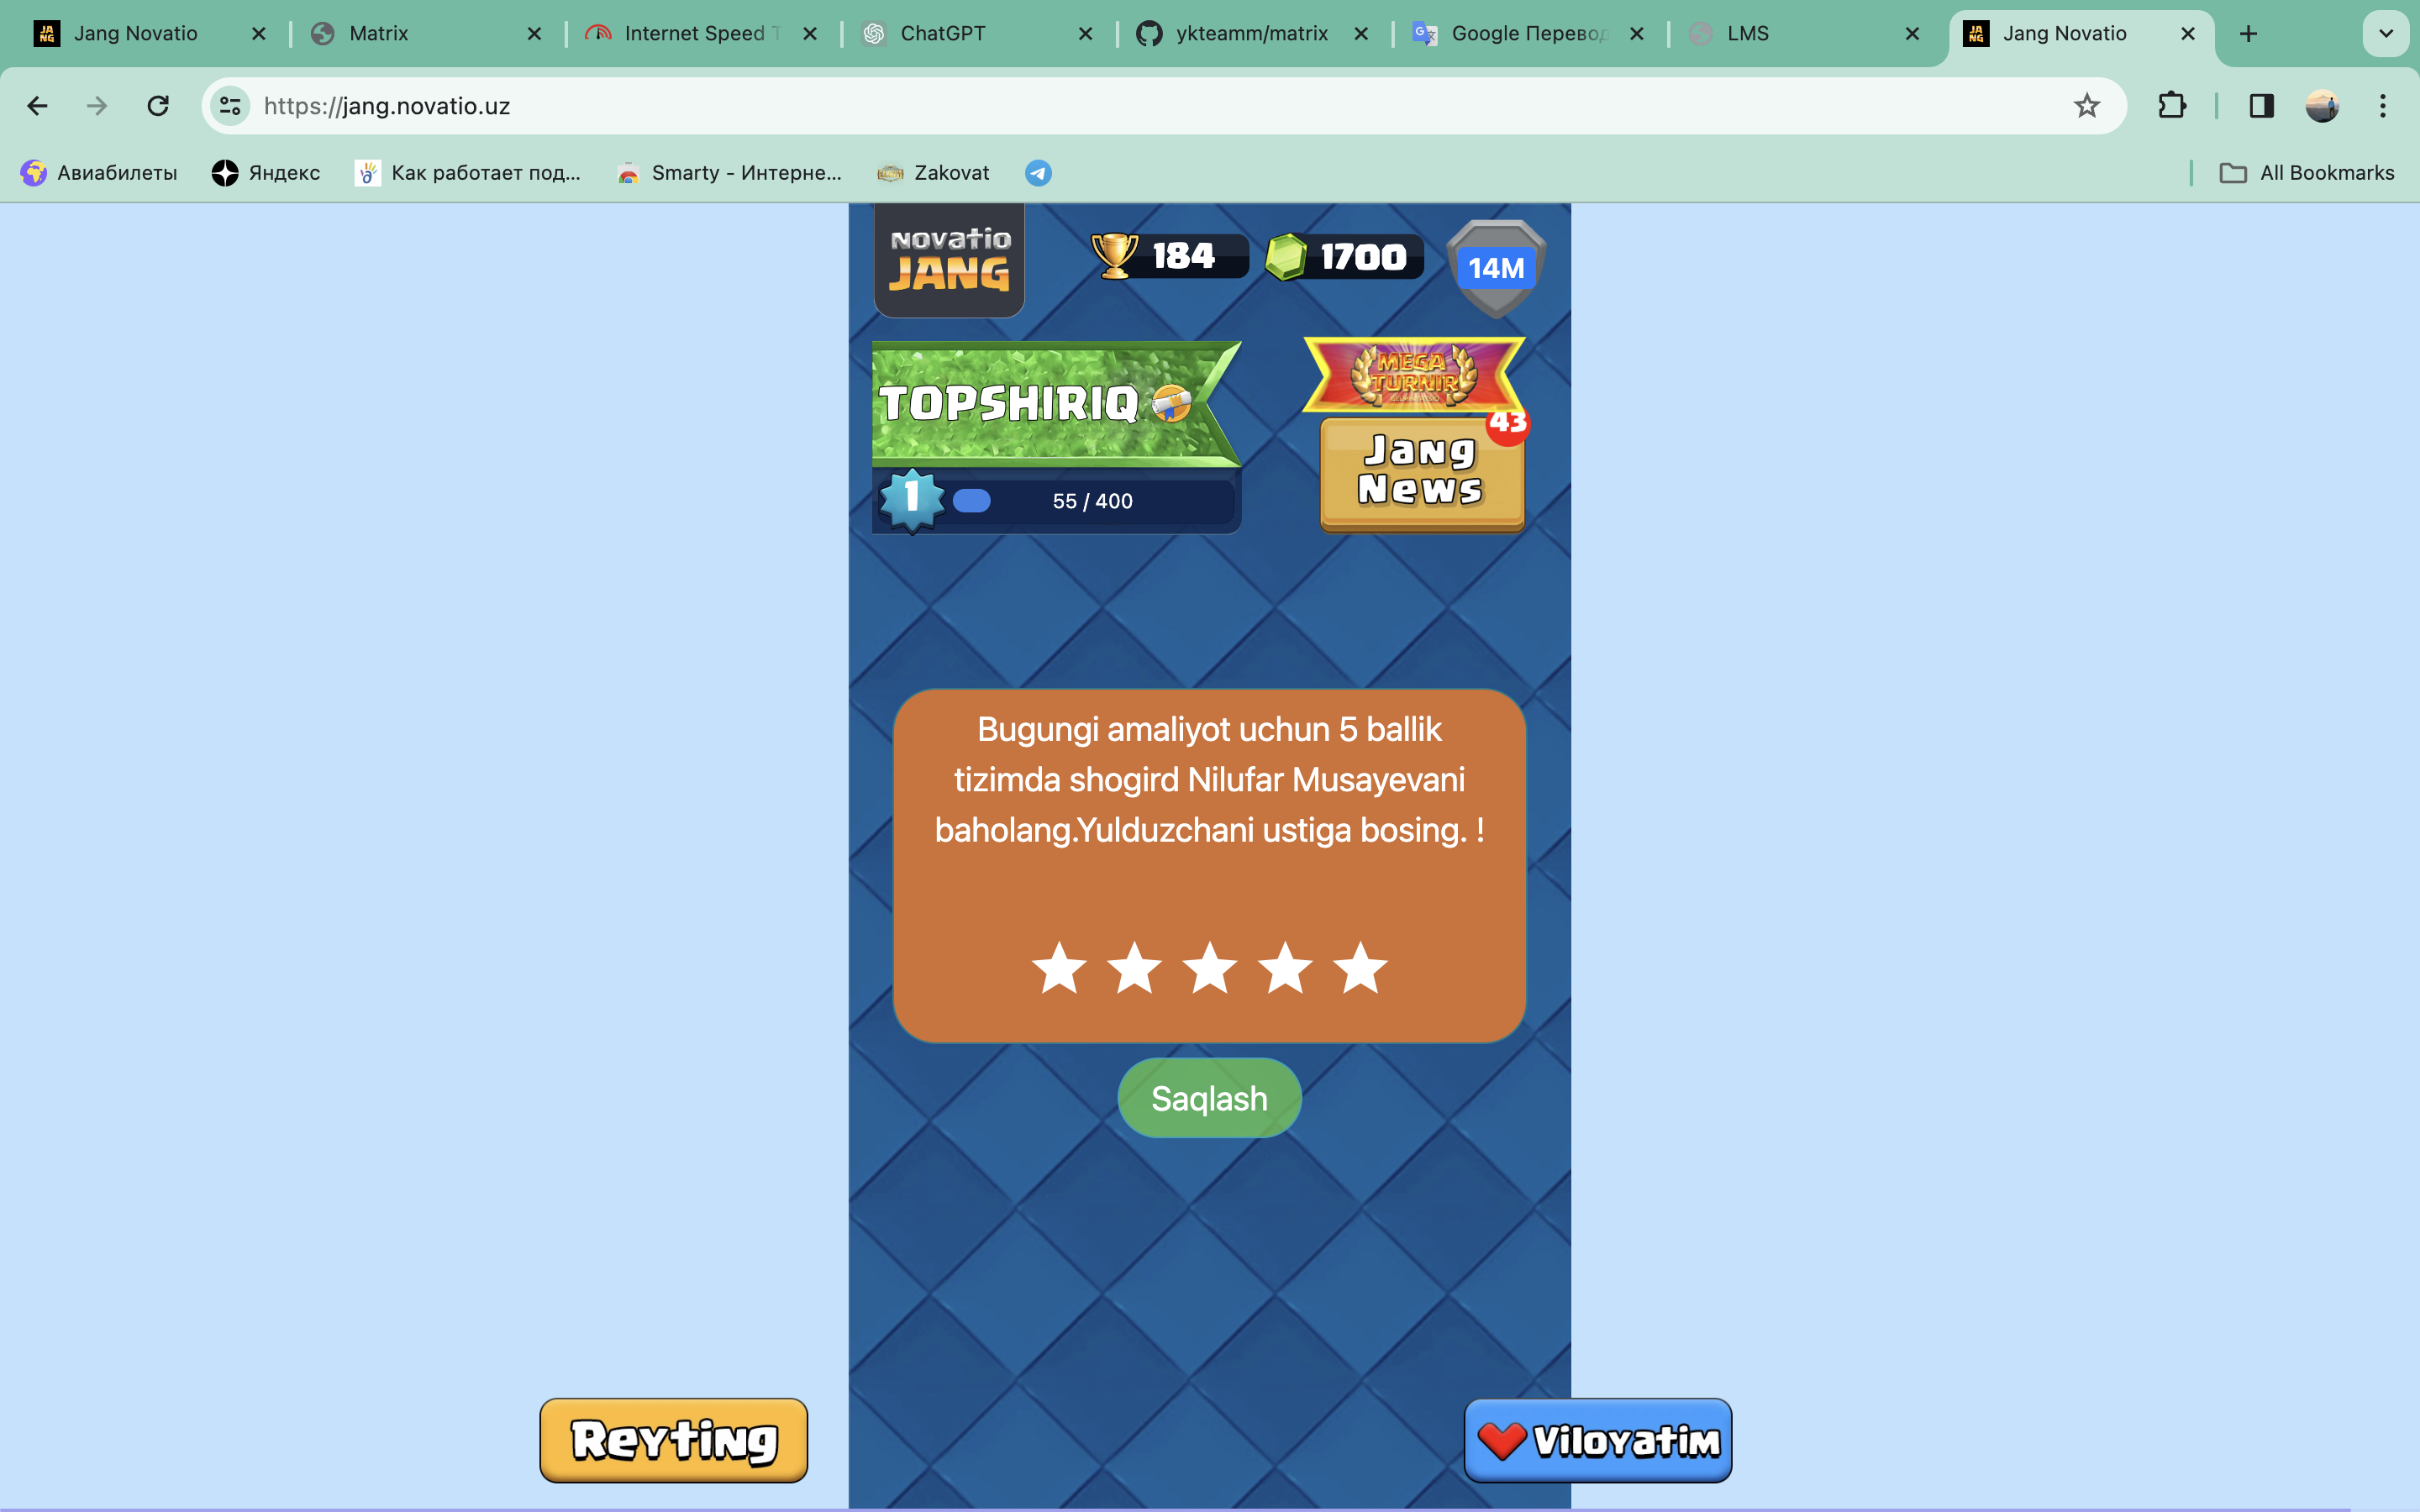 Jang Novatio
Matrix
Internet Speed T
ChatGPT
ykteamm/matrix
Google Перевод
LMS
Jang Novatio
https://jang.novatio.uz
Авиабилеты
Яндекс
Как работает под...
Smarty - Интерне...
Zakovat
All Bookmarks
NOVATIO
JANG
184
1700
14M
TOPSHIRIQ
MEGA
TURNIR
43
Jang
News
1
55 / 400
Bugungi amaliyot uchun 5 ballik
tizimda shogird Nilufar Musayevani
baholang.Yulduzchani ustiga bosing. !
Saqlash
Reyting
Viloyatim